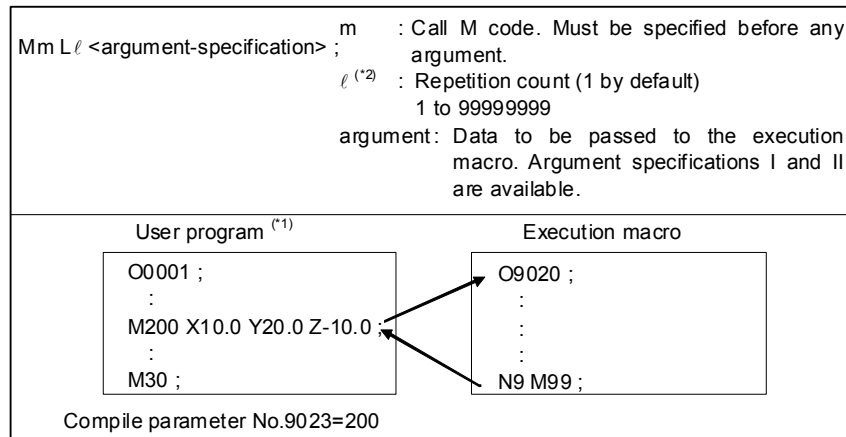 Mm Lℓ <argument-specification> ;
m : Call M code. Must be specified before any
argument.
ℓ (*2) : Repetition count (1 by default)
1 to 99999999
argument: Data to be passed to the execution
macro. Argument specifications I and II
are available.
User program (*1)
O0001 ;
:
M200 X10.0 Y20.0 Z-10.0 ;
:
M30 ;
Execution macro
O9020 ;
:
:
:
N9 M99 ;
Compile parameter No.9023=200